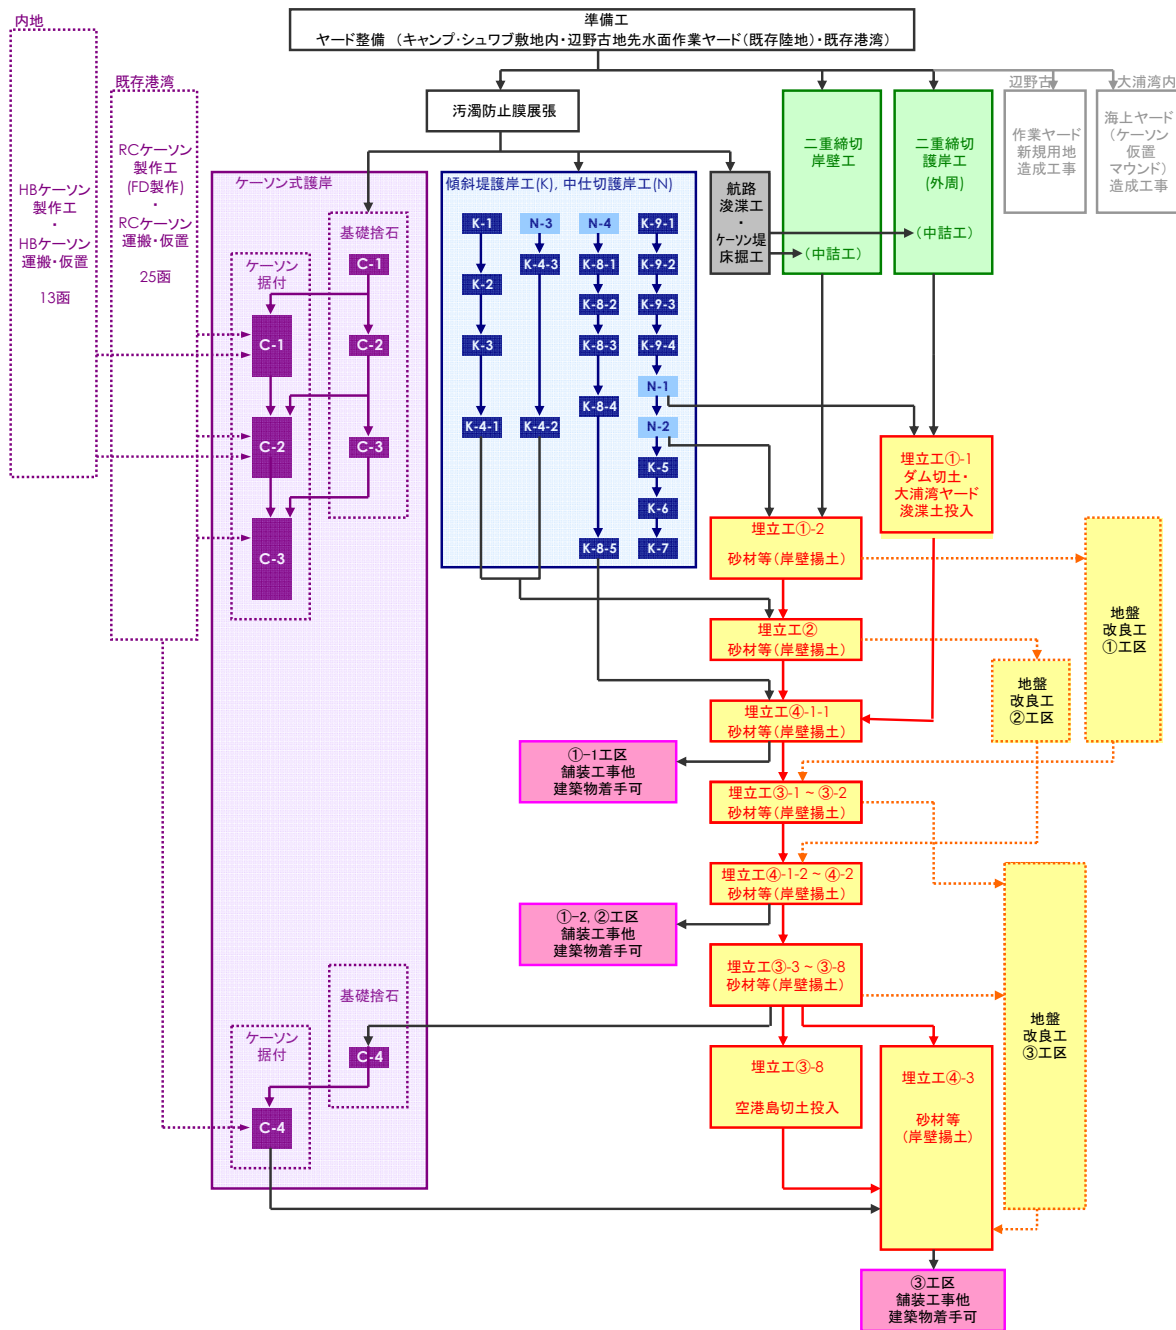 準備工
ヤード整備 (キャンプ・シュワブ敷地内・辺野古地先水面作業ヤード(既存陸地)・既存港湾)
内地
HBケーソン
製作工
・
HBケーソン
運搬・仮置
13函
既存港湾
RCケーソン
製作工
(FD製作)
・
RCケーソン
運搬・仮置
25函
汚濁防止膜展張
二重締切
岸壁工
(中詰工)
二重締切
護岸工
(外周)
(中詰工)
辺野古
作業ヤード
新規用地
造成工事
大浦湾内
海上ヤード
(ケーソン
仮置
マウンド)
造成工事
ケーソン式護岸
基礎捨石
C-1
C-2
C-3
ケーソン
据付
C-1
C-2
C-3
傾斜堤護岸工(K), 中仕切護岸工(N)
K-1
K-2
K-3
K-4-1
N-3
K-4-3
K-4-2
N-4
K-8-1
K-8-2
K-8-3
K-8-4
K-8-5
K-9-1
K-9-2
K-9-3
K-9-4
N-1
N-2
K-5
K-6
K-7
航路
浚渫工
・
ケーソン堤
床掘工
埋立工①-1
ダム切土・
大浦湾ヤード
浚渫土投入
埋立工①-2
砂材等(岸壁揚土)
地盤
改良工
①工区
埋立工②
砂材等(岸壁揚土)
地盤
改良工
②工区
埋立工④-1-1
砂材等(岸壁揚土)
①-1工区
舗装工事他
建築物着手可
埋立工③-1～③-2
砂材等(岸壁揚土)
埋立工④-1-2～④-2
砂材等(岸壁揚土)
①-2, ②工区
舗装工事他
建築物着手可
埋立工③-3～③-8
砂材等(岸壁揚土)
地盤
改良工
③工区
基礎捨石
C-4
ケーソン
据付
C-4
埋立工③-8
空港島切土投入
埋立工④-3
砂材等
(岸壁揚土)
③工区
舗装工事他
建築物着手可